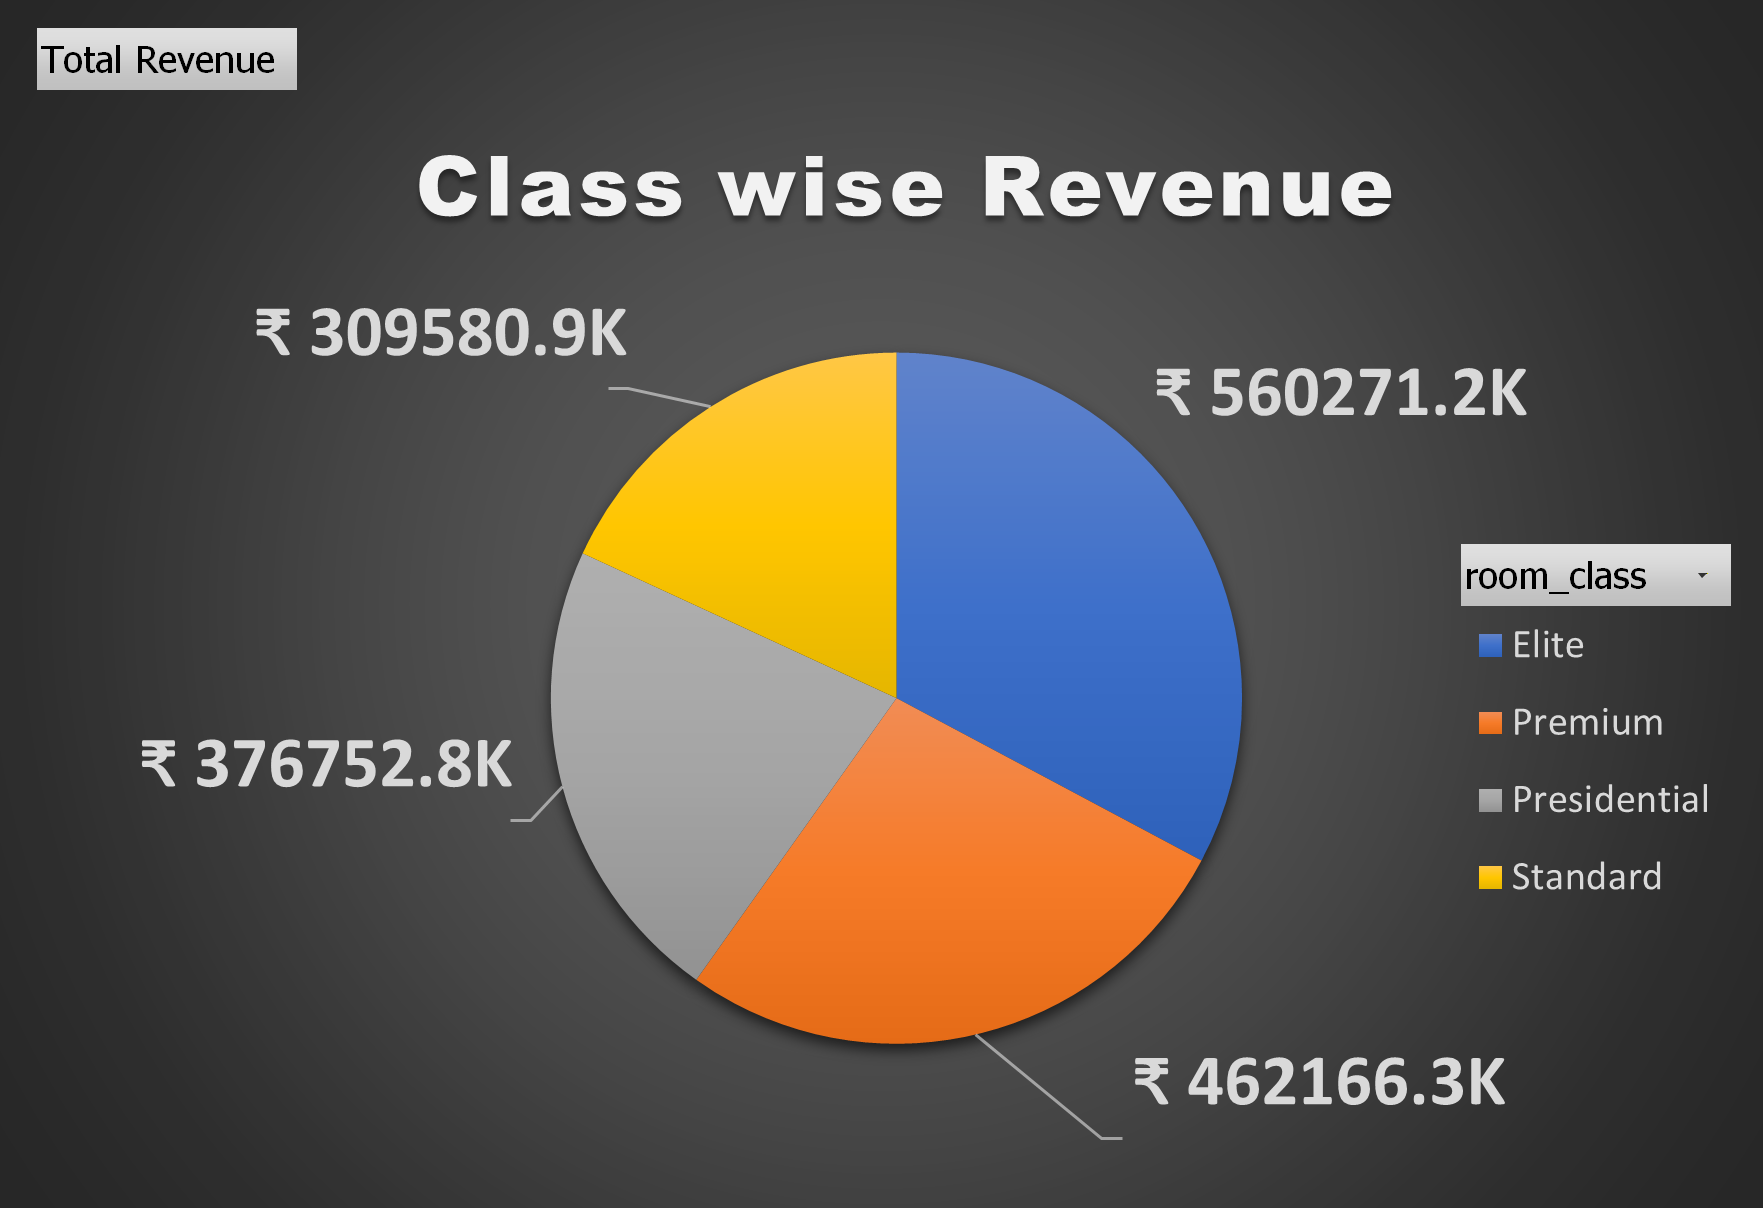 Total Revenue
Class wise Revenue
₹ 309580.9K
₹ 560271.2K
room_class
Elite
Premium
₹ 376752.8K
Presidential
Standard
₹ 462166.3K